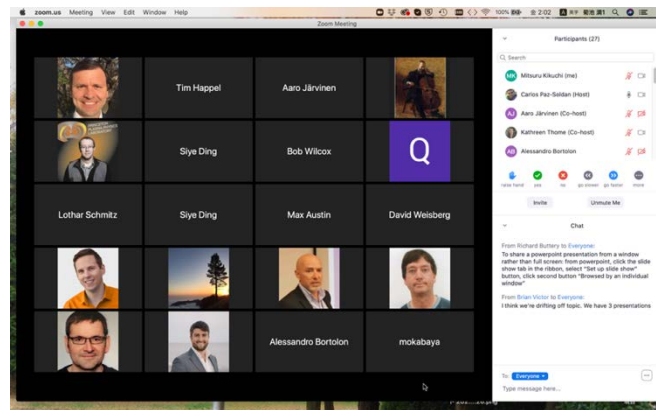 zoom.us Meeting View Edit Window Help
100%
2:02
Zoom Meeting
Tim Happel
Aaro Järvinen
Siye Ding
Bob Wilcox
Q
Lothar Schmitz
Siye Ding
Max Austin
David Weisberg
Alessandro Bortolon
mokabaya
Participants (27)
Search
MK Mitsuru Kikuchi (me)
Carlos Paz-Soldan (Host)
AJ Aaro Järvinen (Co-host)
Kathreen Thome (Co-host)
AB Alessandro Bortolon
raise hand yes no go slower go faster more
Invite Unmute Me
Chat
From Richard Buttery to Everyone:
To share a powerpoint presentation from a window
rather than full screen: from powerpoint, click the slide
show tab in the ribbon, select "Set up slide show"
button, click second button "Browsed by an individual
window"
From Brian Victor to Everyone:
I think we're drifting off topic. We have 3 presentations
To: Everyone
Type message here...